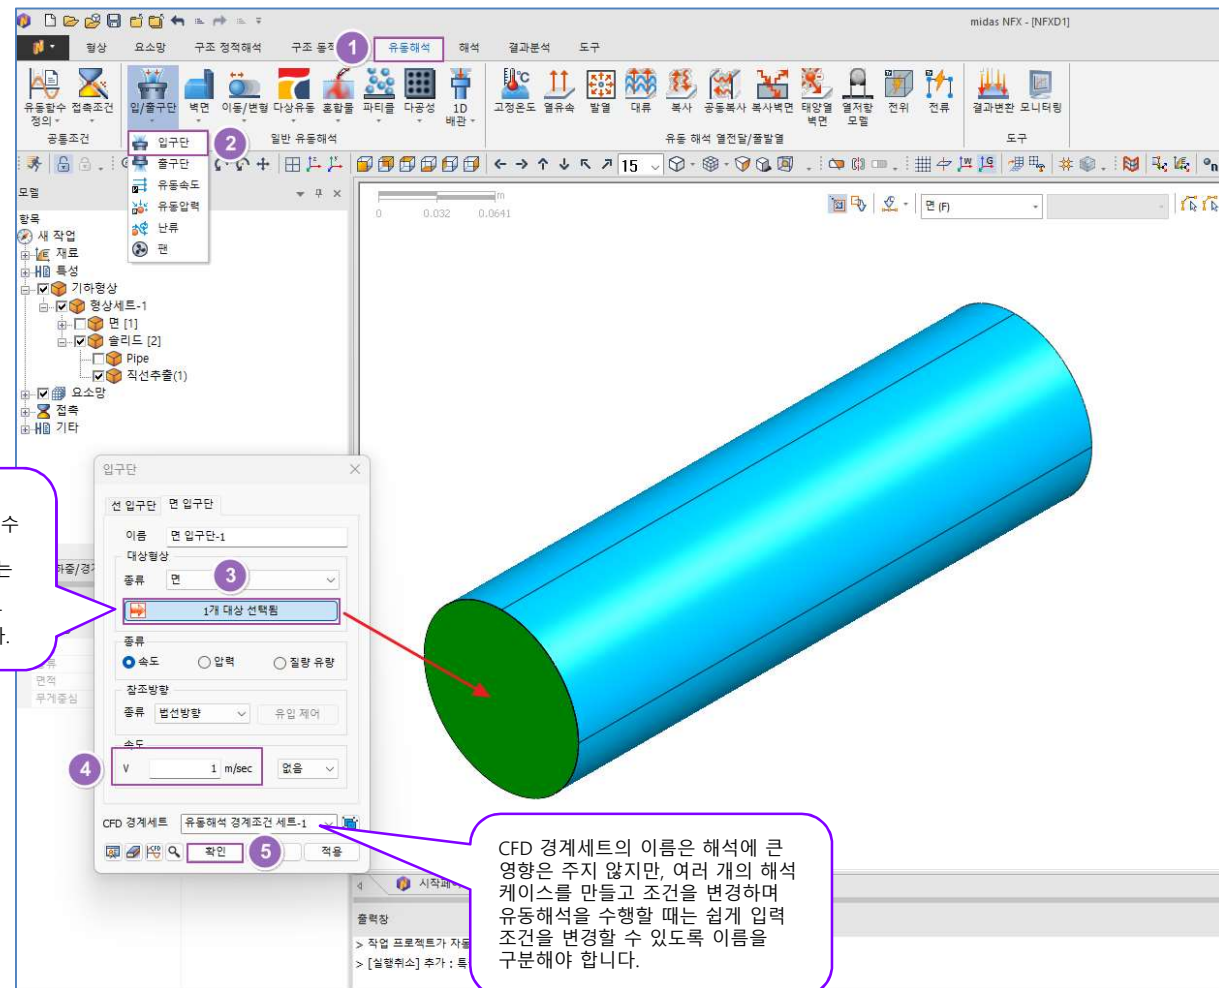 midas NFX - [NFXD1]
형상 요소망 구조 정적해석 구조 동적 1 유동해석 해석 결과분석 도구
유동함수 정의 접촉조건 입/출구단 벽면 이동/변형 다상유동 혼합물 파티클 다공성 1D 배관 고정온도 열유속 발열 대류 복사 공동복사 복사벽면 태양열 벽면 열저항 모델 전위 전류 결과변환 모니터링
공통조건 2 일반 유동해석 유동 해석 열전달/줄발열 도구
입구단
출구단
유동속도
유동압력
난류
팬
15
모델
면 (F)
0 0.032 0.0641
m
항목
새 작업
재료
특성
기하형상
형상세트-1
면 [1]
솔리드 [2]
Pipe
직선추출(1)
요소망
접촉
기타
수
는
하중/경
면적
무게중심
입구단
선 입구단 면 입구단
이름 면 입구단-1
대상형상
종류 면 3
1개 대상 선택됨
종류
속도 압력 질량 유량
참조방향
종류 법선방향 유입 제어
속도
4 V 1 m/sec 없음
CFD 경계세트 유동해석 경계조건 세트-1
확인 5 적용
CFD 경계세트의 이름은 해석에 큰
영향은 주지 않지만, 여러 개의 해석
케이스를 만들고 조건을 변경하며
유동해석을 수행할 때는 쉽게 입력
조건을 변경할 수 있도록 이름을
구분해야 합니다.
시작페
출력창
> 작업 프로젝트가 자동
> [실행취소] 추가 : 특